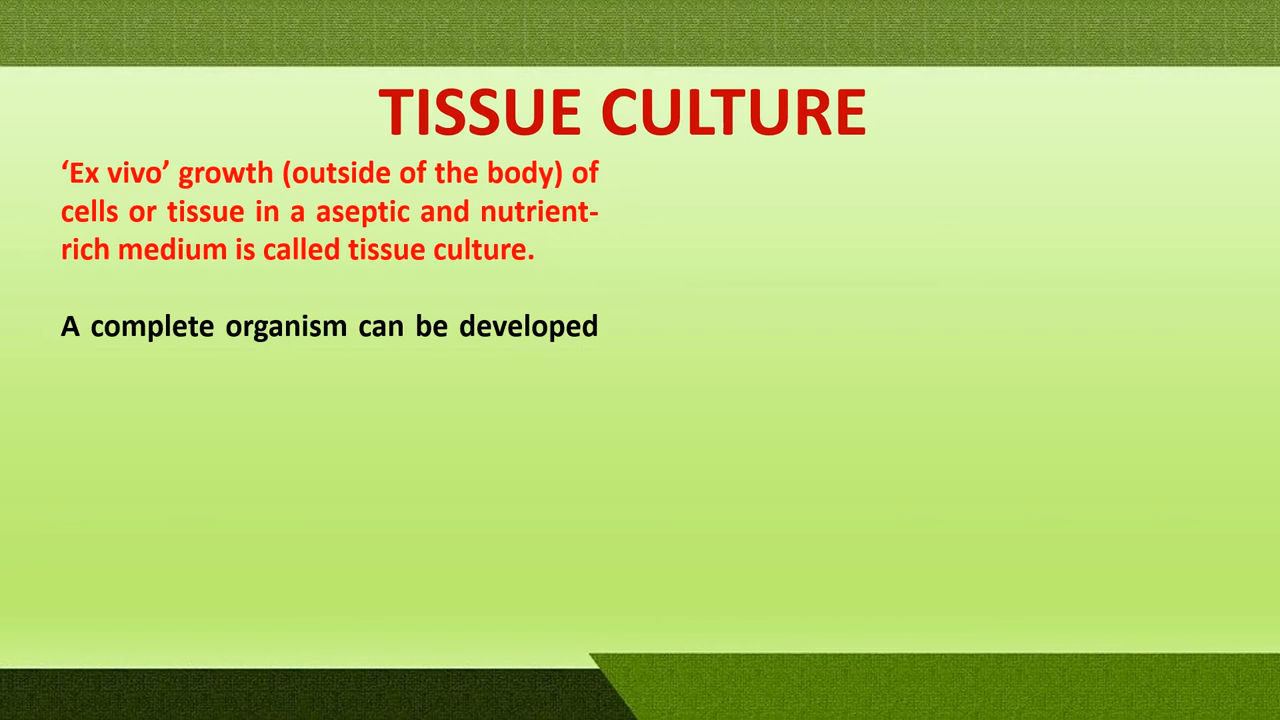 TISSUE CULTURE
‘Ex vivo’ growth (outside of the body) of
cells or tissue in a aseptic and nutrient-
rich medium is called tissue culture.
A complete organism can be developed